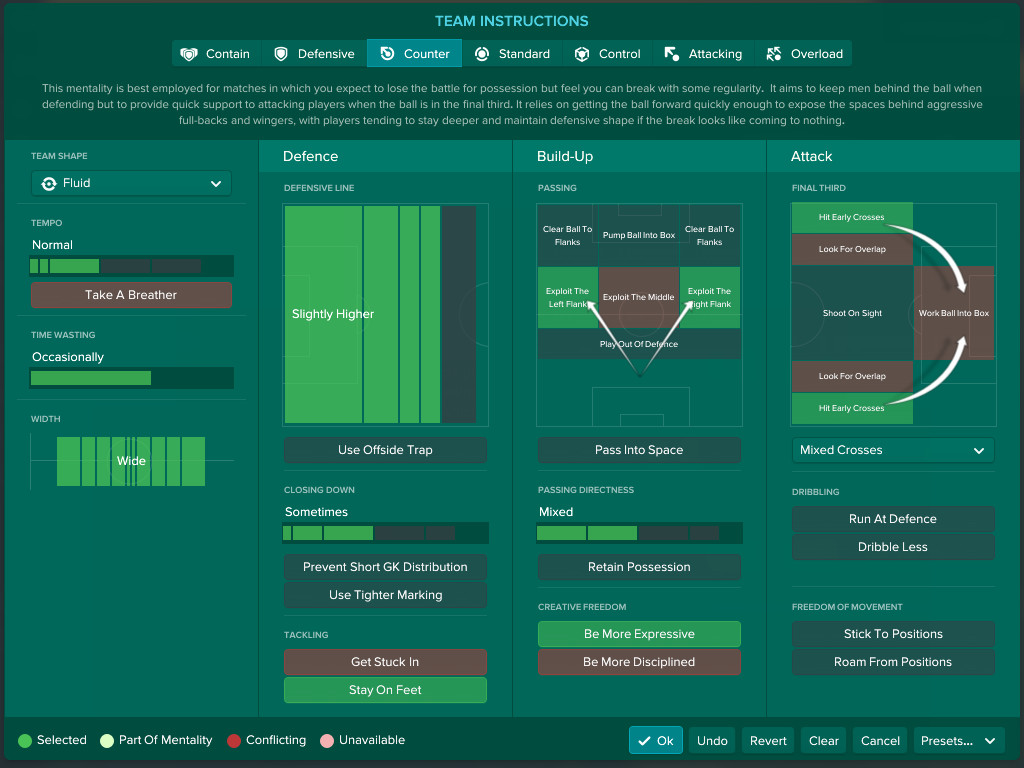 TEAM INSTRUCTIONS
Contain
Defensive
Counter
Standard
Control
Attacking
Overload
This mentality is best employed for matches in which you expect to lose the battle for possession but feel you can break with some regularity. It aims to keep men behind the ball when
defending but to provide quick support to attacking players when the ball is in the final third. It relies on getting the ball forward quickly enough to expose the spaces behind aggressive
full-backs and wingers, with players tending to stay deeper and maintain defensive shape if the break looks like coming to nothing.
TEAM SHAPE
Fluid
TEMPO
Normal
Take A Breather
TIME WASTING
Occasionally
WIDTH
Wide
Defence
DEFENSIVE LINE
Slightly Higher
Use Offside Trap
CLOSING DOWN
Sometimes
Prevent Short GK Distribution
Use Tighter Marking
TACKLING
Get Stuck In
Stay On Feet
Build-Up
PASSING
Clear Ball To
Flanks
Pump Ball Into Box
Clear Ball To
Flanks
Exploit The
Left Flank
Exploit The Middle
Exploit The
Right Flank
Play Out Of Defence
Pass Into Space
PASSING DIRECTNESS
Mixed
Retain Possession
CREATIVE FREEDOM
Be More Expressive
Be More Disciplined
Attack
FINAL THIRD
Hit Early Crosses
Look For Overlap
Shoot On Sight
Work Ball Into Box
Look For Overlap
Hit Early Crosses
Mixed Crosses
DRIBBLING
Run At Defence
Dribble Less
FREEDOM OF MOVEMENT
Stick To Positions
Roam From Positions
Selected
Part Of Mentality
Conflicting
Unavailable
Ok
Undo
Revert
Clear
Cancel
Presets...